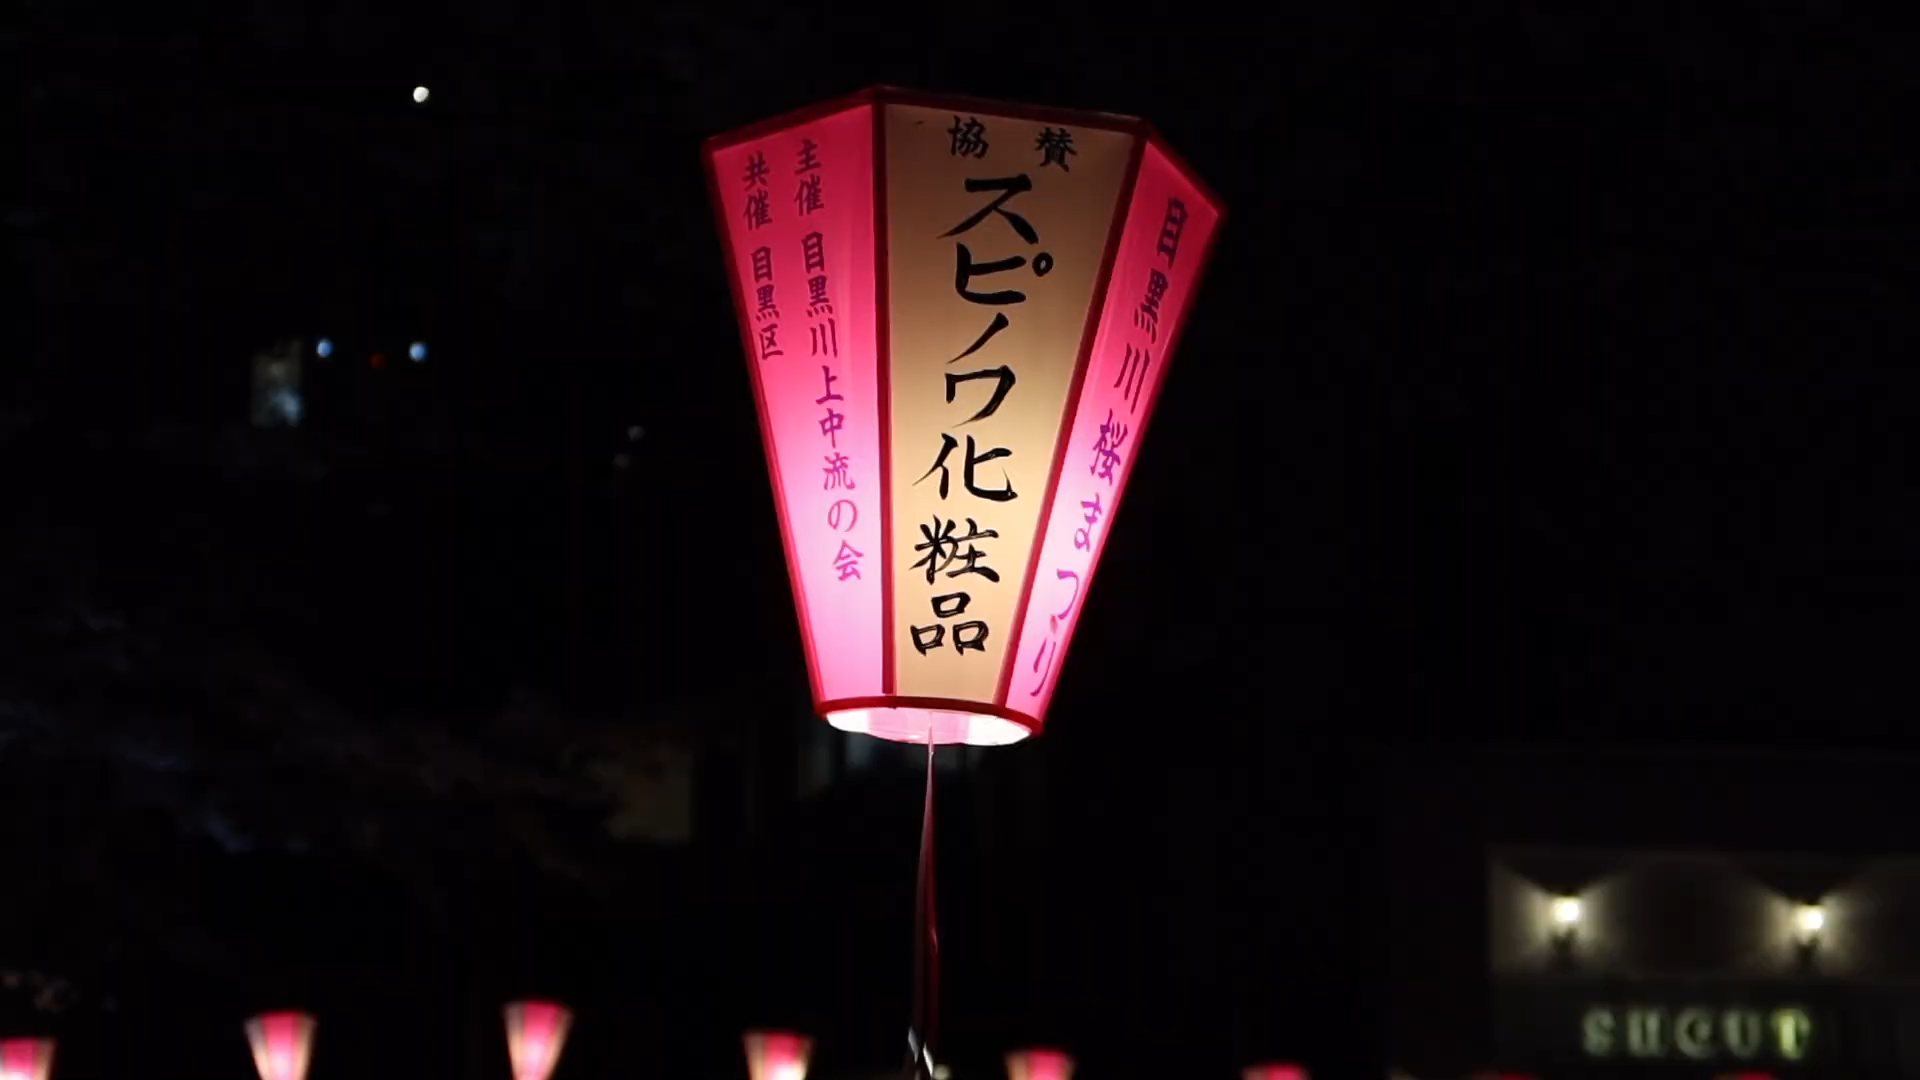 主催 目黒川上中流の会
共催 目黒区
協賛
スピノワ化粧品
目黒川桜まつり